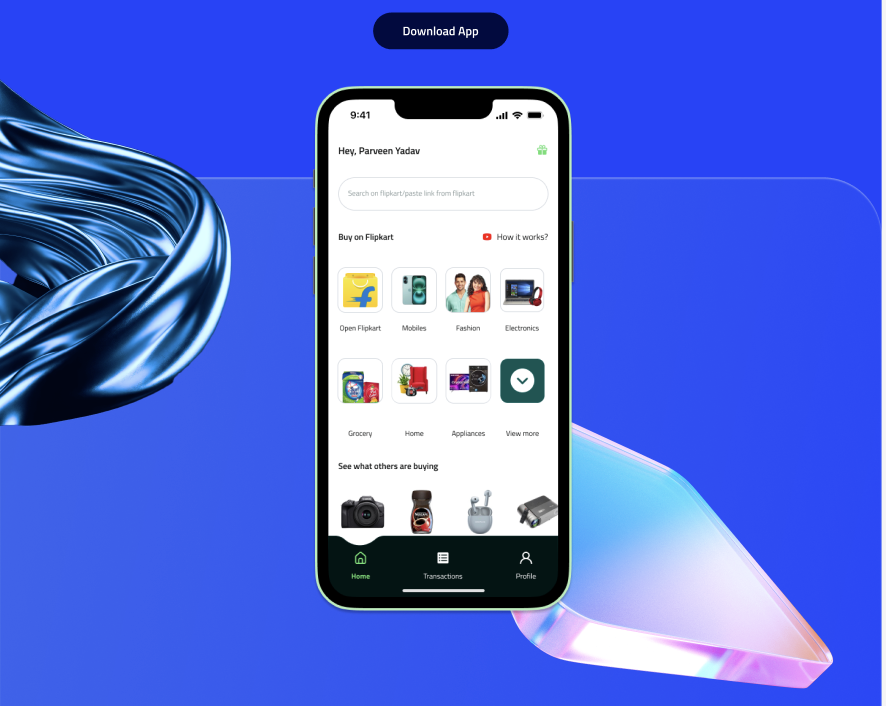 Download App
9:41
Hey, Parveen Yadav
Search on flipkart/paste link from flipkart
Buy on Flipkart
How it works?
Open Flipkart
Mobiles
Fashion
Electronics
Grocery
Home
Appliances
View more
See what others are buying
Home
Transactions
Profile